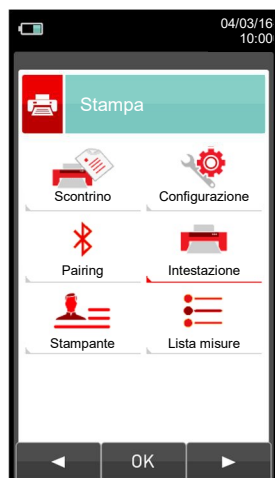 04/03/16
10:00
Stampa
Scontrino
Configurazione
Pairing
Intestazione
Stampante
Lista misure
OK